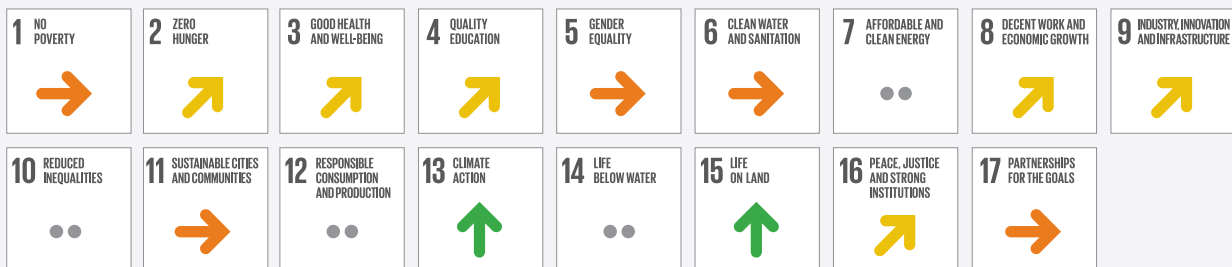 1 NO
POVERTY
2 ZERO
HUNGER
3 GOOD HEALTH
AND WELL-BEING
4 QUALITY
EDUCATION
5 GENDER
EQUALITY
6 CLEAN WATER
AND SANITATION
7 AFFORDABLE AND
CLEAN ENERGY
8 DECENT WORK AND
ECONOMIC GROWTH
9 INDUSTRY, INNOVATION
AND INFRASTRUCTURE
10 REDUCED
INEQUALITIES
11 SUSTAINABLE CITIES
AND COMMUNITIES
12 RESPONSIBLE
CONSUMPTION
AND PRODUCTION
13 CLIMATE
ACTION
14 LIFE
BELOW WATER
15 LIFE
ON LAND
16 PEACE, JUSTICE
AND STRONG
INSTITUTIONS
17 PARTNERSHIPS
FOR THE GOALS